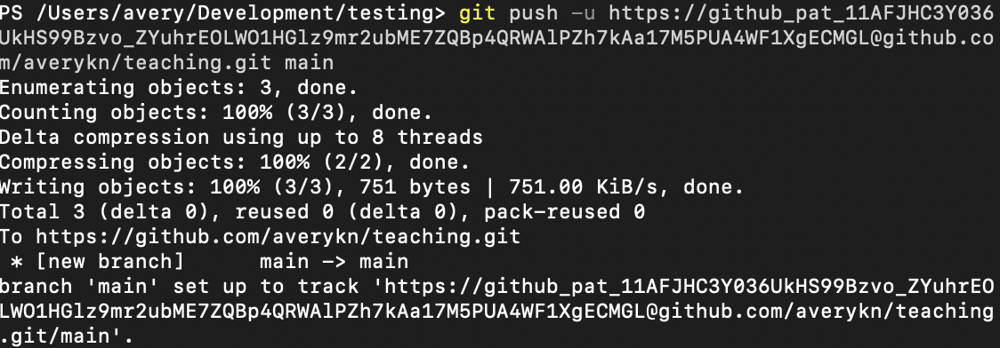 PS /Users/avery/Development/testing> git push -u https://github_pat_11AFJHC3Y036
UkHS99Bzvo_ZYuhrEOLWO1HGlz9mr2ubME7ZQBp4QRWAlPZh7kAa17M5PUA4WF1XgECMGL@github.co
m/averykn/teaching.git main
Enumerating objects: 3, done.
Counting objects: 100% (3/3), done.
Delta compression using up to 8 threads
Compressing objects: 100% (2/2), done.
Writing objects: 100% (3/3), 751 bytes | 751.00 KiB/s, done.
Total 3 (delta 0), reused 0 (delta 0), pack-reused 0
To https://github.com/averykn/teaching.git
 * [new branch]      main -> main
branch 'main' set up to track 'https://github_pat_11AFJHC3Y036UkHS99Bzvo_ZYuhrEO
LWO1HGlz9mr2ubME7ZQBp4QRWAlPZh7kAa17M5PUA4WF1XgECMGL@github.com/averykn/teaching
.git/main'.